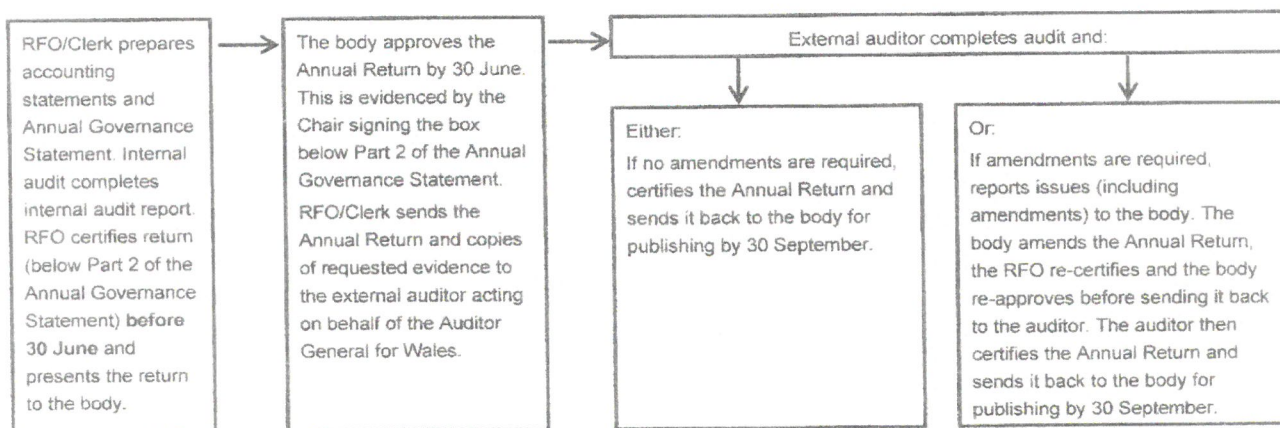 RFO/Clerk prepares
accounting
statements and
Annual Governance
Statement. Internal
audit completes
internal audit report.
RFO certifies return
(below Part 2 of the
Annual Governance
Statement) before
30 June and
presents the return
to the body.
The body approves the
Annual Return by 30 June.
This is evidenced by the
Chair signing the box
below Part 2 of the Annual
Governance Statement.
RFO/Clerk sends the
Annual Return and copies
of requested evidence to
the external auditor acting
on behalf of the Auditor
General for Wales.
External auditor completes audit and:
Either:
If no amendments are required,
certifies the Annual Return and
sends it back to the body for
publishing by 30 September.
Or:
If amendments are required,
reports issues (including
amendments) to the body. The
body amends the Annual Return,
the RFO re-certifies and the body
re-approves before sending it back
to the auditor. The auditor then
certifies the Annual Return and
sends it back to the body for
publishing by 30 September.